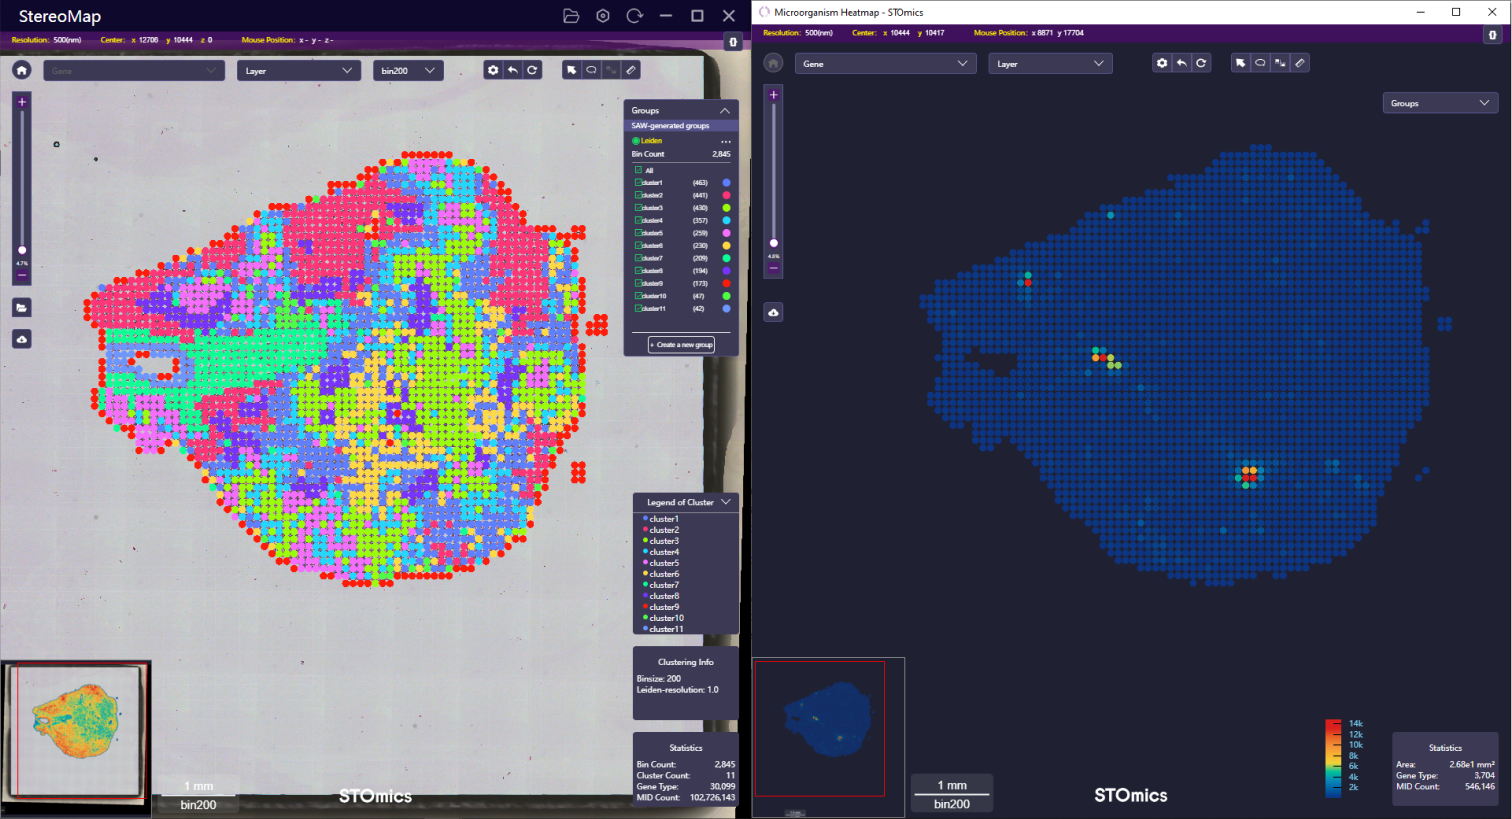 StereoMap
Resolution: 500(nm) Center: x 12706 y 10444 z 0 Mouse Position: x - y - z -
Gene
Layer
bin200
4.7%
Groups
SAW-generated groups
Leiden ...
Bin Count 2,845
All
cluster1 (463)
cluster2 (441)
cluster3 (430)
cluster4 (357)
cluster5 (259)
cluster6 (230)
cluster7 (209)
cluster8 (194)
cluster9 (173)
cluster10 (47)
cluster11 (42)
+ Create a new group
Legend of Cluster
cluster1
cluster2
cluster3
cluster4
cluster5
cluster6
cluster7
cluster8
cluster9
cluster10
cluster11
Clustering Info
Binsize: 200
Leiden-resolution: 1.0
Statistics
Bin Count: 2,845
Cluster Count: 11
Gene Type: 30,099
MID Count: 102,726,143
1 mm
bin200
STOmics
Microorganism Heatmap - STOmics
Resolution: 500(nm) Center: x 10444 y 10417 Mouse Position: x 8871 y 17704
Gene
Layer
Groups
4.8%
14k
12k
10k
8k
6k
4k
2k
Statistics
Area: 2.68e1 mm²
Gene Type: 3,704
MID Count: 546,146
1 mm
bin200
STOmics